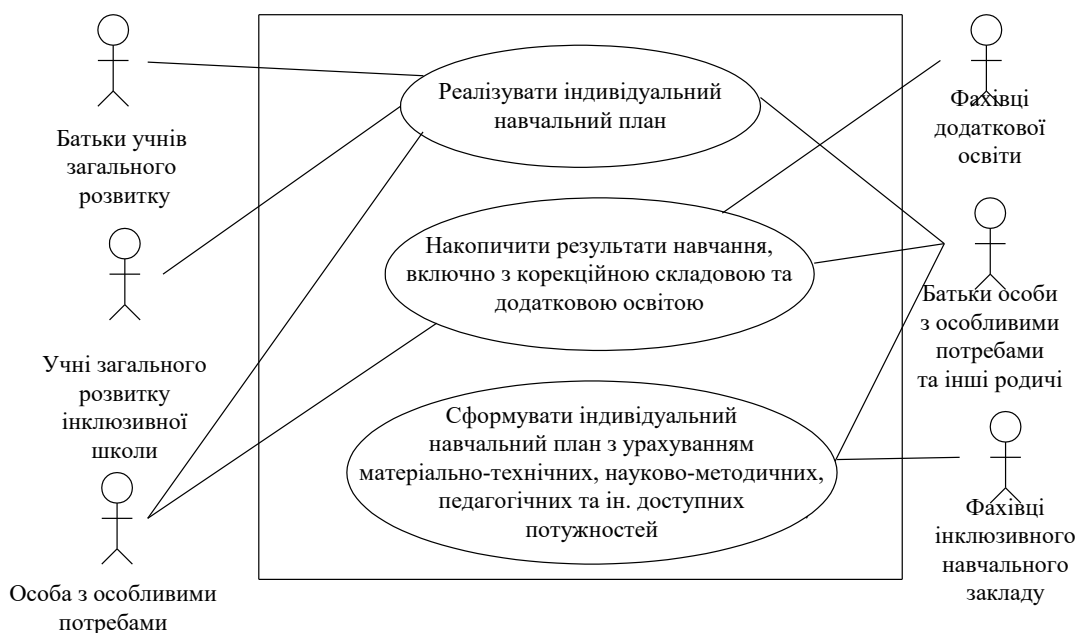 Батьки учнів
загального
розвитку
Учні загального
розвитку
інклюзивної
школи
Особа з особливими
потребами
Реалізувати індивідуальний
навчальний план
Накопичити результати навчання,
включно з корекційною складовою та
додатковою освітою
Сформувати індивідуальний
навчальний план з урахуванням
матеріально-технічних, науково-методичних,
педагогічних та ін. доступних
потужностей
Фахівці
додаткової
освіти
Батьки особи
з особливими
потребами
та інші родичі
Фахівці
інклюзивного
навчального
закладу